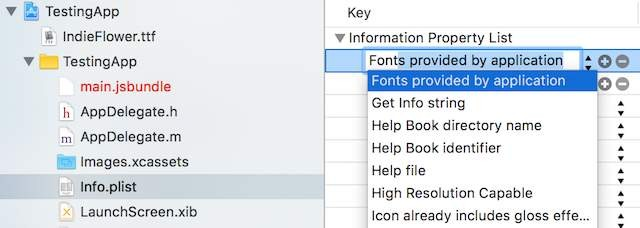 TestingApp
IndieFlower.ttf
TestingApp
main.jsbundle
h AppDelegate.h
m AppDelegate.m
Images.xcassets
Info.plist
LaunchScreen.xib
Key
Information Property List
Fonts provided by application
Fonts provided by application
Get Info string
Help Book directory name
Help Book identifier
Help file
High Resolution Capable
Icon already includes gloss effe...